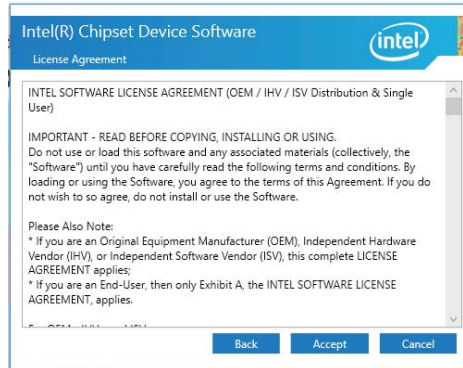 Intel(R) Chipset Device Software
intel
License Agreement
INTEL SOFTWARE LICENSE AGREEMENT (OEM / IHV / ISV Distribution & Single
User)
IMPORTANT - READ BEFORE COPYING, INSTALLING OR USING.
Do not use or load this software and any associated materials (collectively, the
"Software") until you have carefully read the following terms and conditions. By
loading or using the Software, you agree to the terms of this Agreement. If you do
not wish to so agree, do not install or use the Software.
Please Also Note:
* If you are an Original Equipment Manufacturer (OEM), Independent Hardware
Vendor (IHV), or Independent Software Vendor (ISV), this complete LICENSE
AGREEMENT applies;
* If you are an End-User, then only Exhibit A, the INTEL SOFTWARE LICENSE
AGREEMENT, applies.
Back Accept Cancel